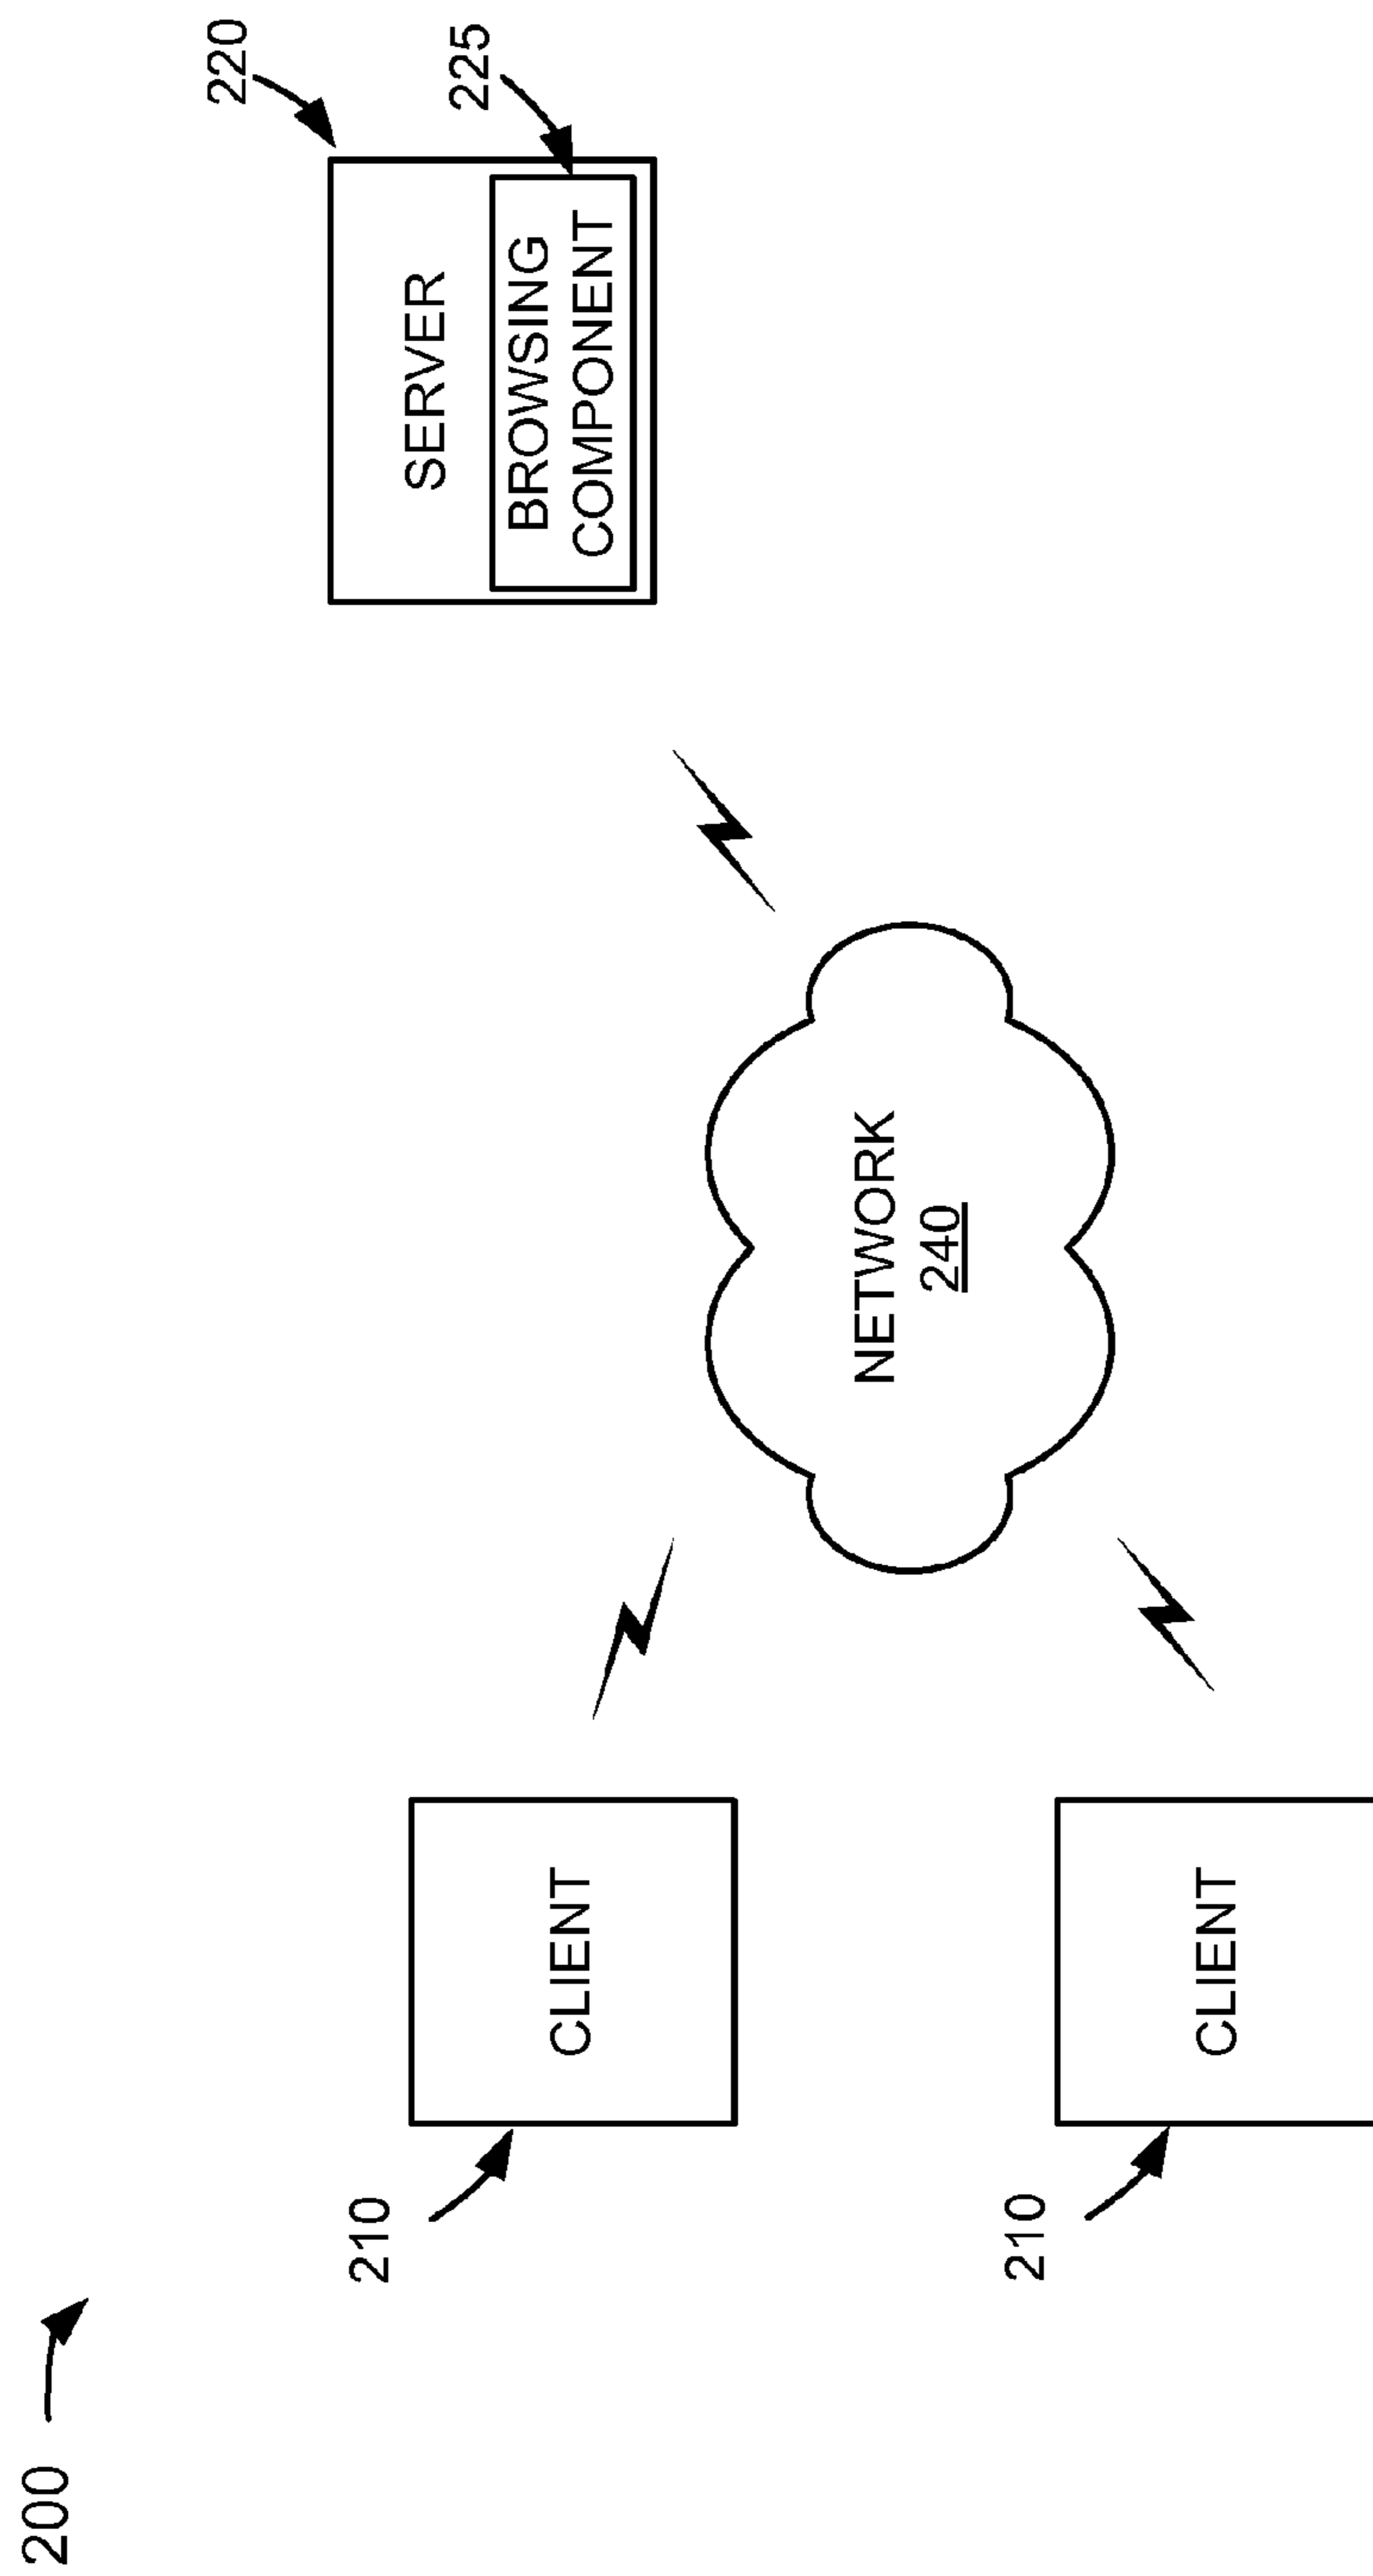 200
210
CLIENT
210
CLIENT
NETWORK
240
220
SERVER
225
BROWSING
COMPONENT